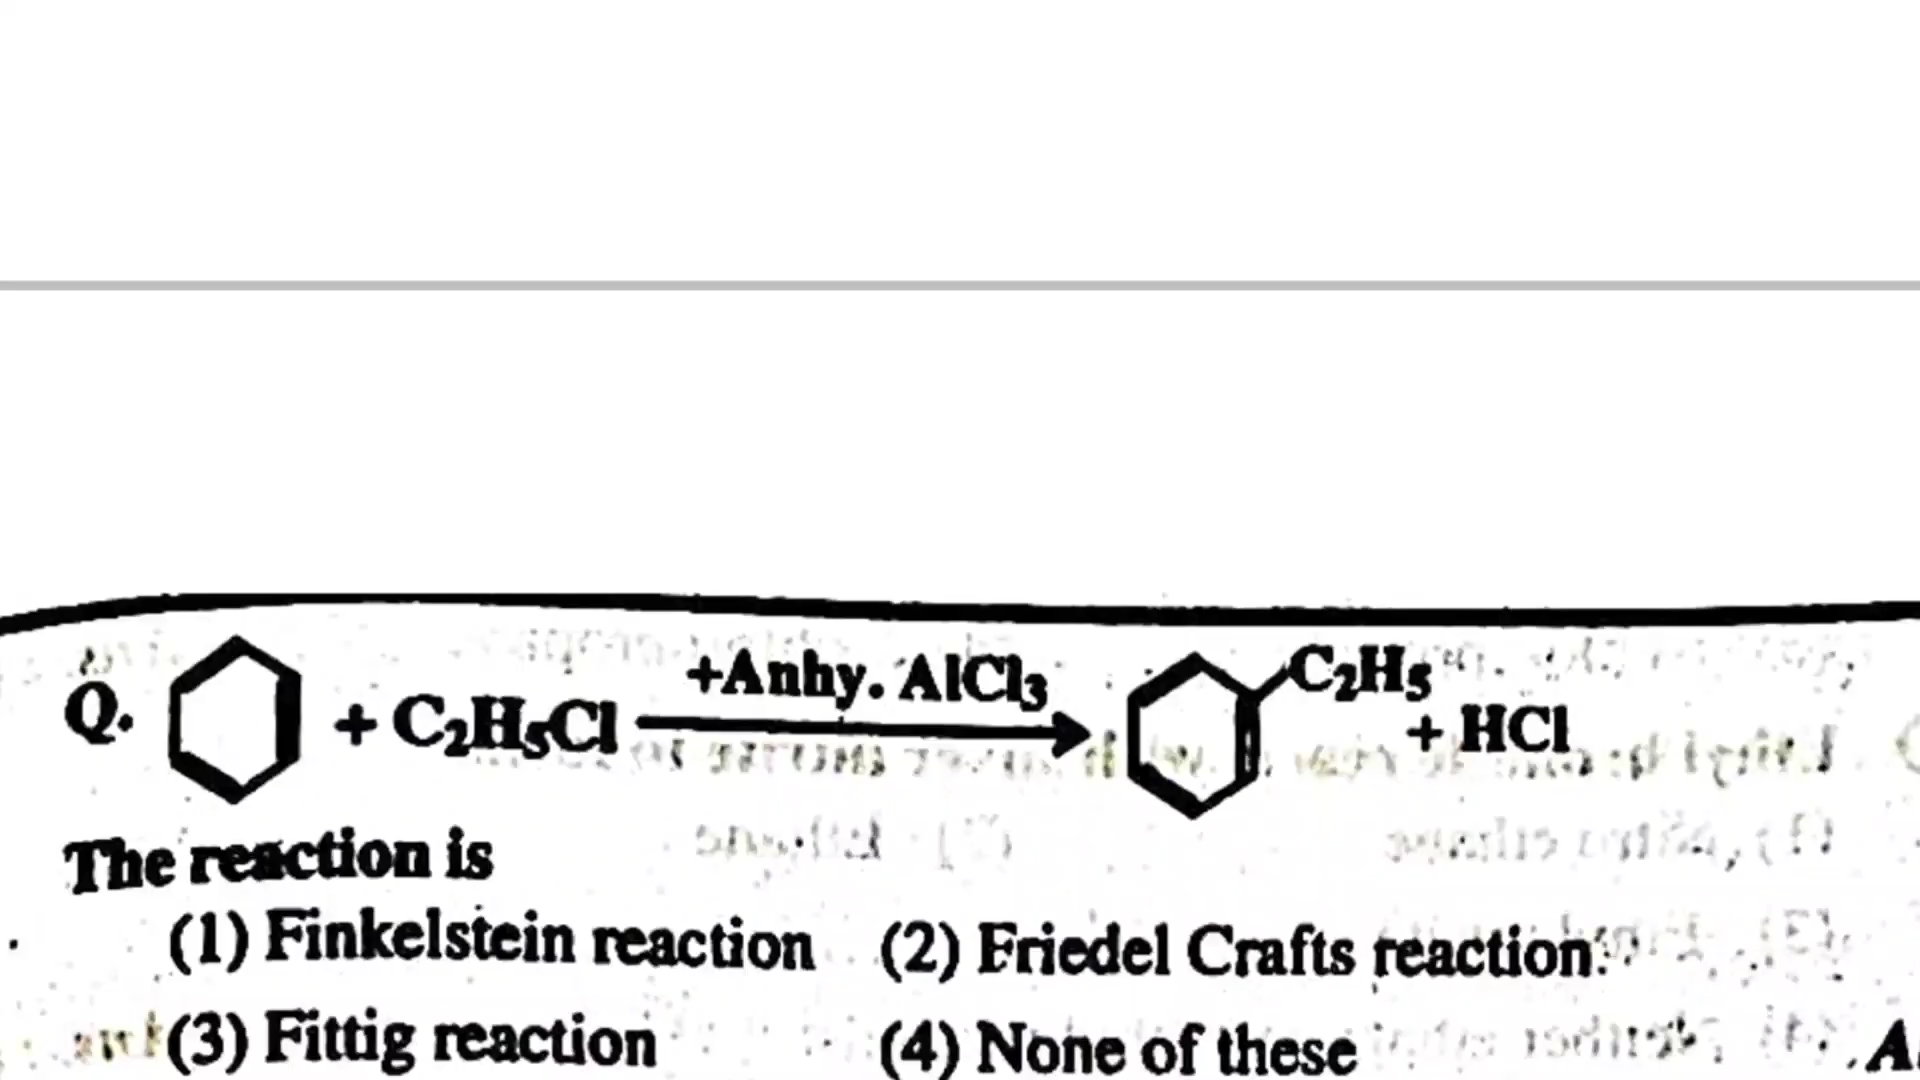 Q. + C₂H₅Cl +Anhy. AlCl₃ C₂H₅ + HCl
The reaction is
(1) Finkelstein reaction (2) Friedel Crafts reaction
(3) Fittig reaction (4) None of these